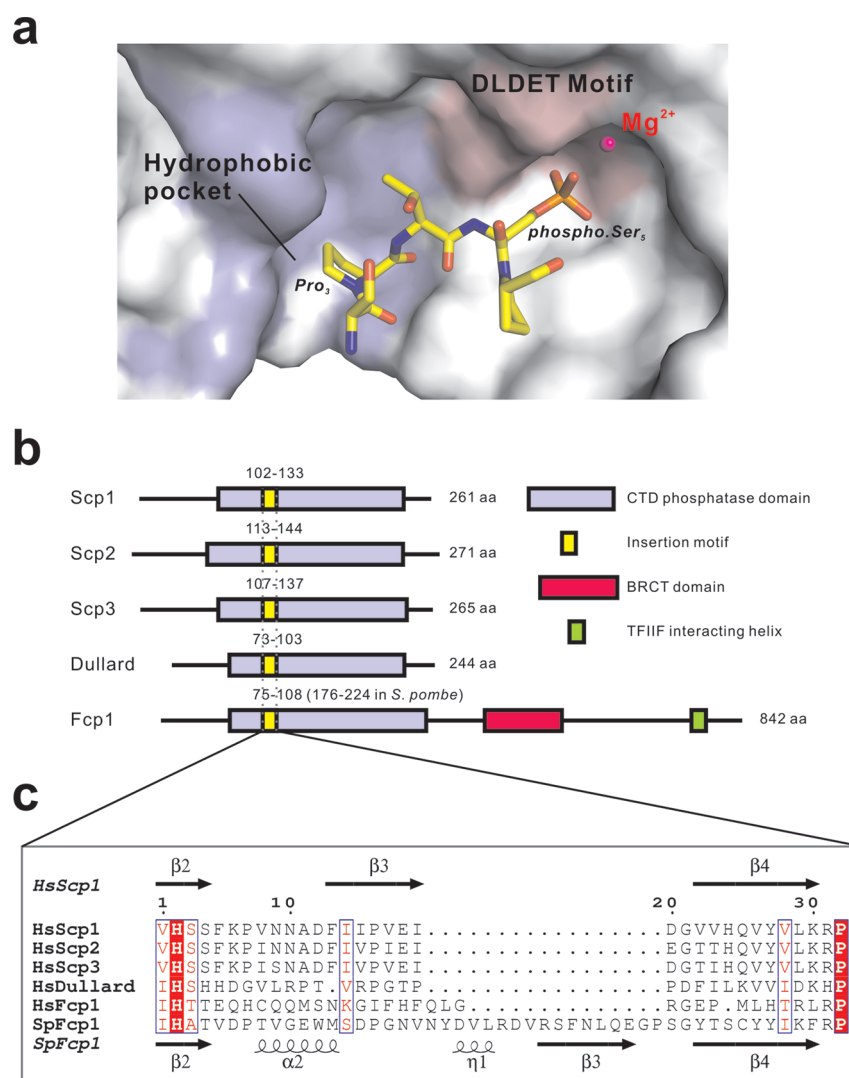 a
DLDET Motif
Mg2+
Hydrophobic
pocket
phospho.Ser5
Pro3
b
102-133
Scp1
261 aa
CTD phosphatase domain
113-144
Scp2
271 aa
Insertion motif
107-137
Scp3
265 aa
BRCT domain
TFIIF interacting helix
73-103
Dullard
244 aa
75-108 (176-224 in S. pombe)
Fcp1
842 aa
c
β2 β3 β4
HsScp1
1 10 20 30
HsScp1 VHSSFKPVNNADFIIPVEI.................DGVVHQVYVLKRP
HsScp2 VHSSFKPINNADFIVPIEI.................EGTTHQVYVLKRP
HsScp3 VHSSFKPISNADFIVPVEI.................DGTIHQVYVLKRP
HsDullard IHSHHDGVLRPT.VRPGTP.................PDFILKVVIDKHP
HsFcp1 IHTTEQHCQQMSNKGIFHFQLG..............RGEP.MLHTRLRP
SpFcp1 IHATVDPTVGEWMSDPGNVNYDVLRDVRSFNLQEGPSGYTSCYYIKFRP
SpFcp1
β2 α2 η1 β3 β4